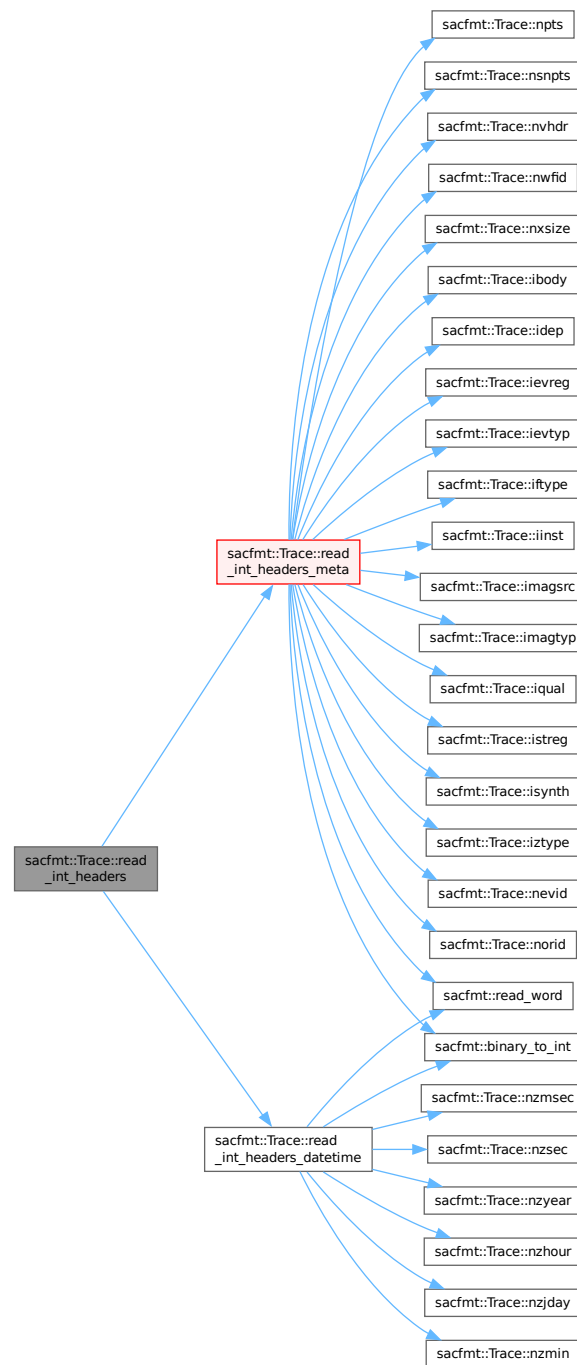 sacfmt::Trace::npts
sacfmt::Trace::nsnpts
sacfmt::Trace::nvhdr
sacfmt::Trace::nwfid
sacfmt::Trace::nxsize
sacfmt::Trace::ibody
sacfmt::Trace::idep
sacfmt::Trace::ievreg
sacfmt::Trace::ievtyp
sacfmt::Trace::iftype
sacfmt::Trace::iinst
sacfmt::Trace::read
_int_headers_meta
sacfmt::Trace::imagsrc
sacfmt::Trace::imagtyp
sacfmt::Trace::iqual
sacfmt::Trace::istreg
sacfmt::Trace::isynth
sacfmt::Trace::iztype
sacfmt::Trace::read
_int_headers
sacfmt::Trace::nevid
sacfmt::Trace::norid
sacfmt::read_word
sacfmt::binary_to_int
sacfmt::Trace::nzmsec
sacfmt::Trace::read
_int_headers_datetime
sacfmt::Trace::nzsec
sacfmt::Trace::nzyear
sacfmt::Trace::nzhour
sacfmt::Trace::nzjday
sacfmt::Trace::nzmin